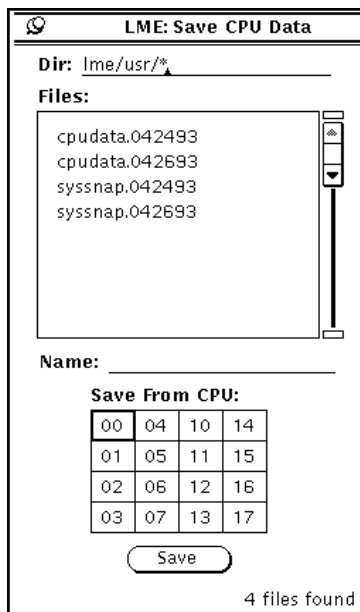 LME: Save CPU Data
Dir: lme/usr/*
Files:
cpudata.042493
cpudata.042693
syssnap.042493
syssnap.042693
Name:
Save From CPU:
00 04 10 14
01 05 11 15
02 06 12 16
03 07 13 17
Save
4 files found